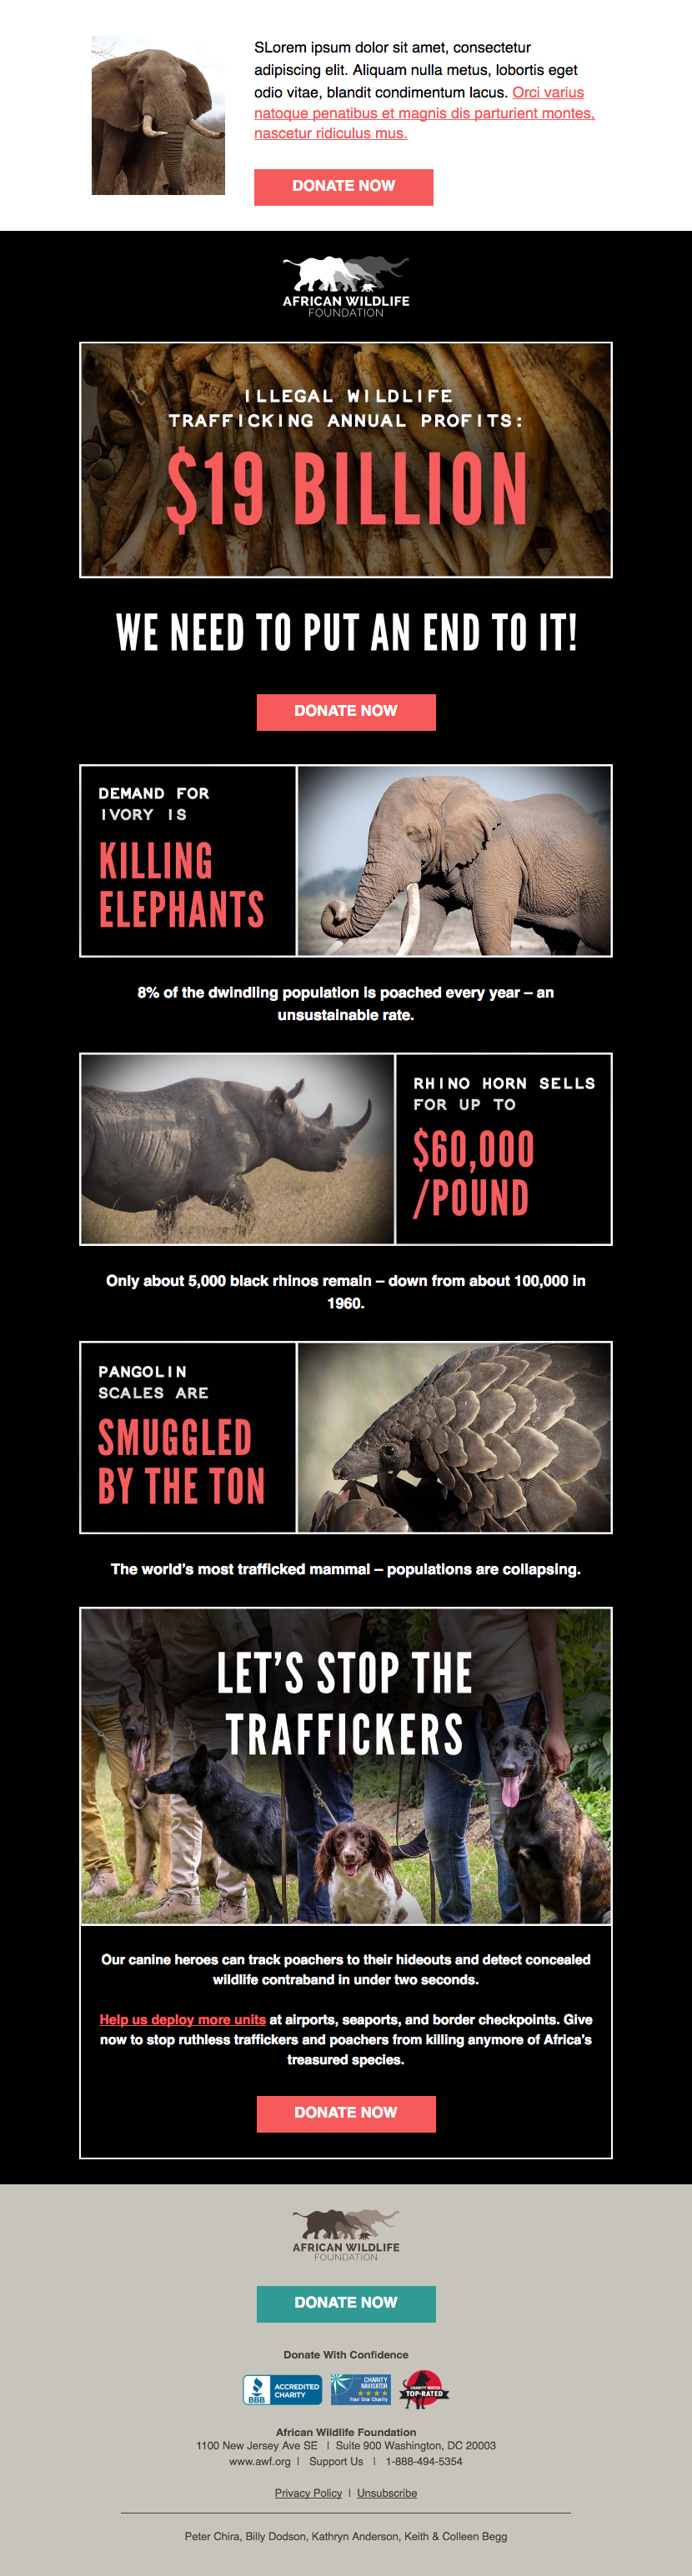 SLorem ipsum dolor sit amet, consectetur
adipiscing elit. Aliquam nulla metus, lobortis eget
odio vitae, blandit condimentum lacus. Orci varius
natoque penatibus et magnis dis parturient montes,
nascetur ridiculus mus.
DONATE NOW
AFRICAN WILDLIFE
FOUNDATION
ILLEGAL WILDLIFE
TRAFFICKING ANNUAL PROFITS:
$19 BILLION
WE NEED TO PUT AN END TO IT!
DONATE NOW
DEMAND FOR
IVORY IS
KILLING
ELEPHANTS
8% of the dwindling population is poached every year – an
unsustainable rate.
RHINO HORN SELLS
FOR UP TO
$60,000
/POUND
Only about 5,000 black rhinos remain – down from about 100,000 in
1960.
PANGOLIN
SCALES ARE
SMUGGLED
BY THE TON
The world's most trafficked mammal – populations are collapsing.
LET'S STOP THE
TRAFFICKERS
Our canine heroes can track poachers to their hideouts and detect concealed
wildlife contraband in under two seconds.
Help us deploy more units at airports, seaports, and border checkpoints. Give
now to stop ruthless traffickers and poachers from killing anymore of Africa's
treasured species.
DONATE NOW
AFRICAN WILDLIFE
FOUNDATION
DONATE NOW
Donate With Confidence
BBB
ACCREDITED
CHARITY
CHARITY
NAVIGATOR
Four Star Charity
CHARITY WATCH
TOP-RATED
African Wildlife Foundation
1100 New Jersey Ave SE | Suite 900 Washington, DC 20003
www.awf.org | Support Us | 1-888-494-5354
Privacy Policy | Unsubscribe
Peter Chira, Billy Dodson, Kathryn Anderson, Keith & Colleen Begg